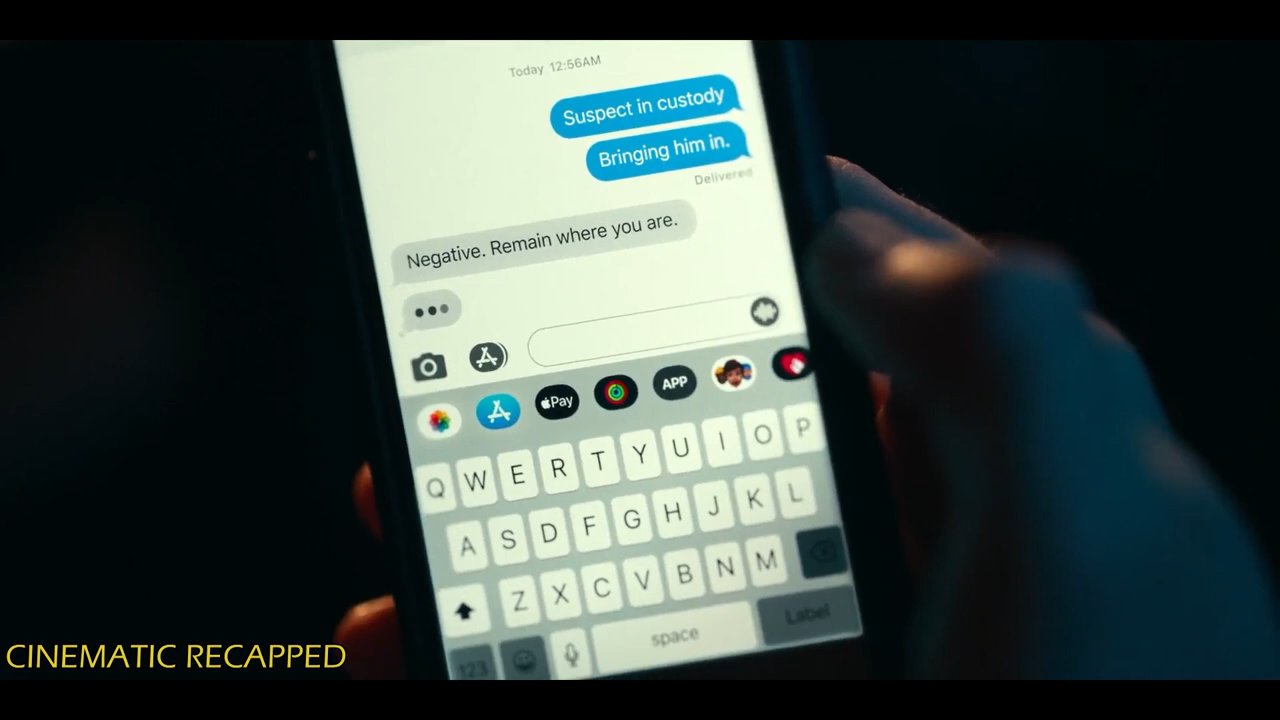 Today 12:56AM
Suspect in custody
Bringing him in.
Delivered
Negative. Remain where you are.
Pay
APP
Q W E R T Y U I O P
A S D F G H J K L
Z X C V B N M
123
space
Label
CINEMATIC RECAPPED